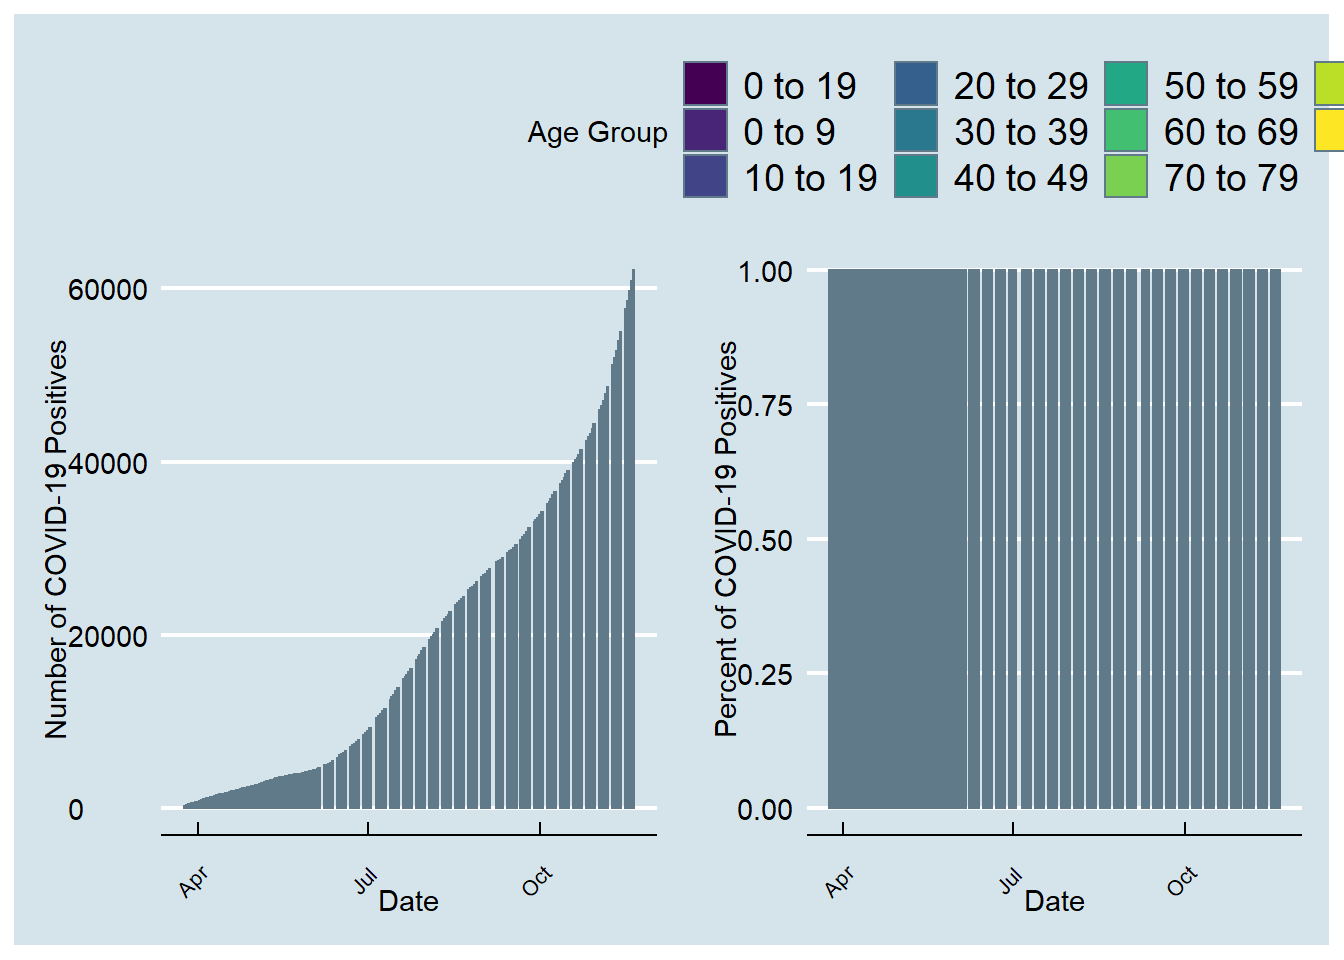 Age Group
0 to 19
20 to 29
50 to 59
0 to 9
30 to 39
60 to 69
10 to 19
40 to 49
70 to 79
Number of COVID-19 Positives
60000
40000
20000
0
Apr
Jul
Oct
Date
Percent of COVID-19 Positives
1.00
0.75
0.50
0.25
0.00
Apr
Jul
Oct
Date